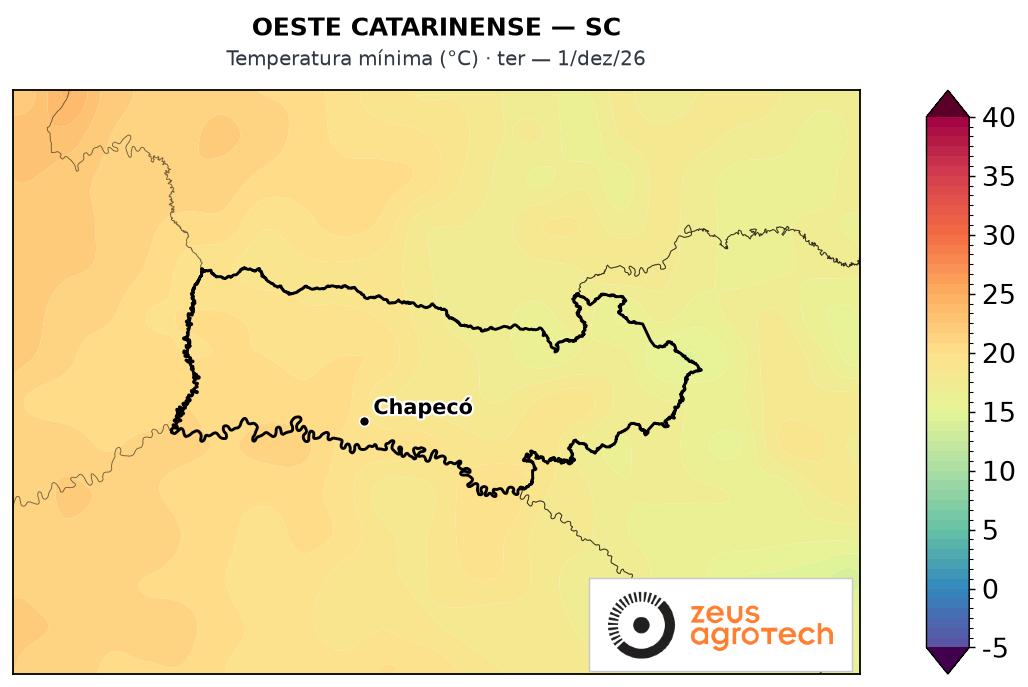 OESTE CATARINENSE — SC
Temperatura mínima (°C) · ter — 1/dez/26
40
35
30
25
20
15
10
5
0
-5
Chapecó
zeus
agrotech